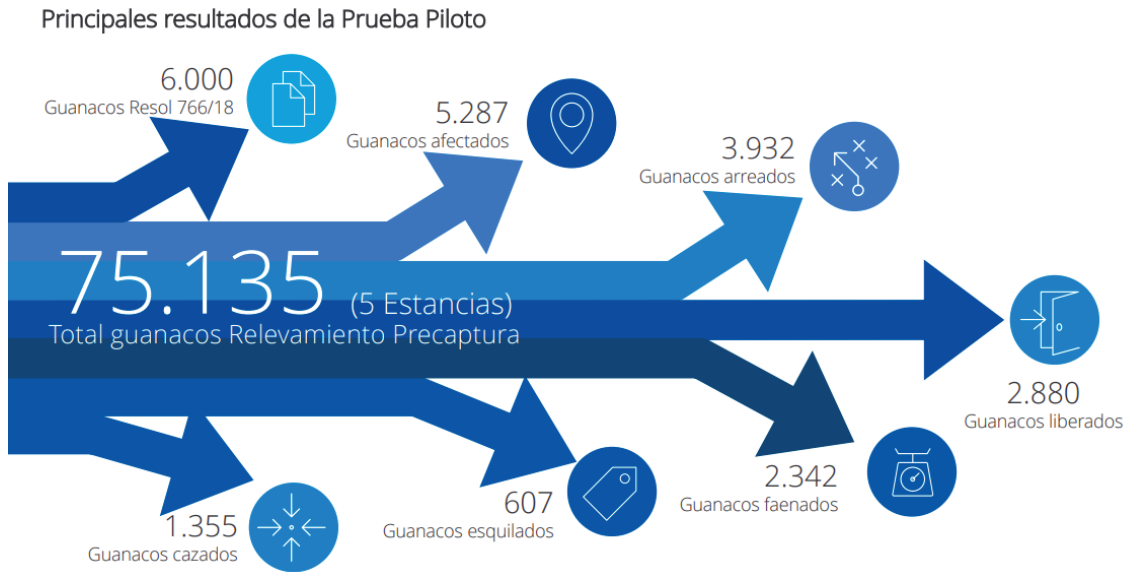 Principales resultados de la Prueba Piloto
6.000
Guanacos Resol 766/18
5.287
Guanacos afectados
3.932
Guanacos arreados
75.135 (5 Estancias)
Total guanacos Relevamiento Precaptura
2.880
Guanacos liberados
2.342
Guanacos faenados
607
Guanacos esquilados
1.355
Guanacos cazados